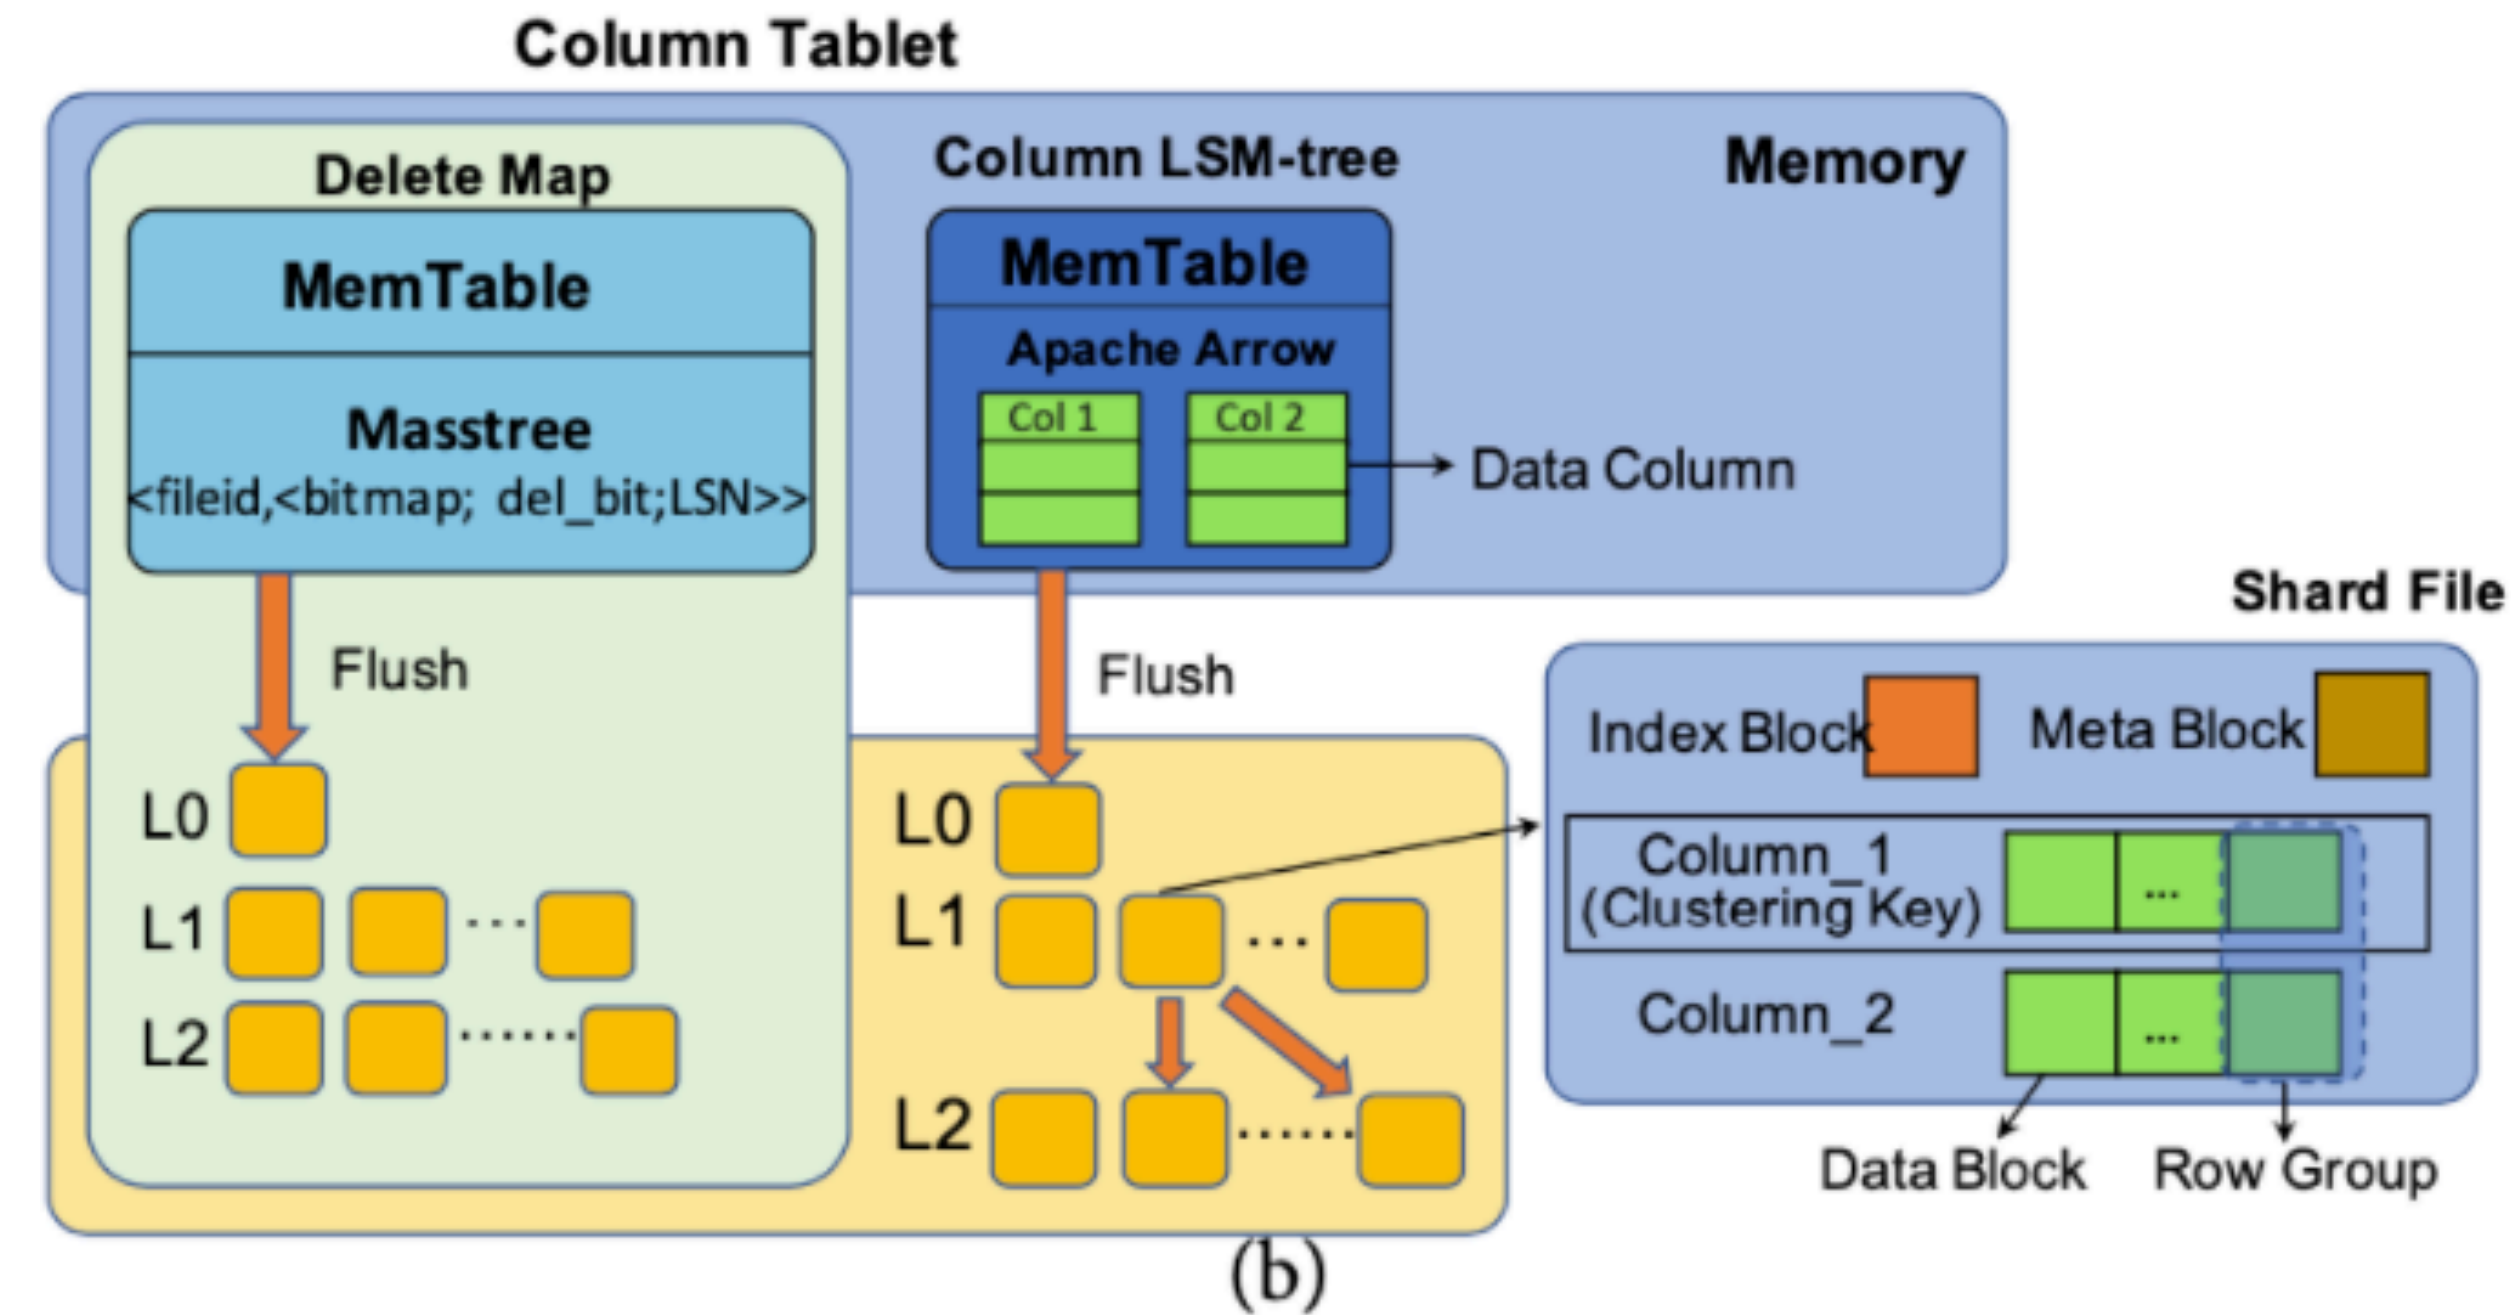 Column Tablet
Delete Map
MemTable
Masstree
<fileid,<bitmap; del_bit;LSN>>
Flush
L0
L1
...
L2
......
Column LSM-tree
Memory
MemTable
Apache Arrow
Col 1
Col 2
Data Column
Flush
L0
L1
...
L2
......
Shard File
Index Block
Meta Block
Column_1
(Clustering Key)
...
Column_2
...
Data Block
Row Group
(b)